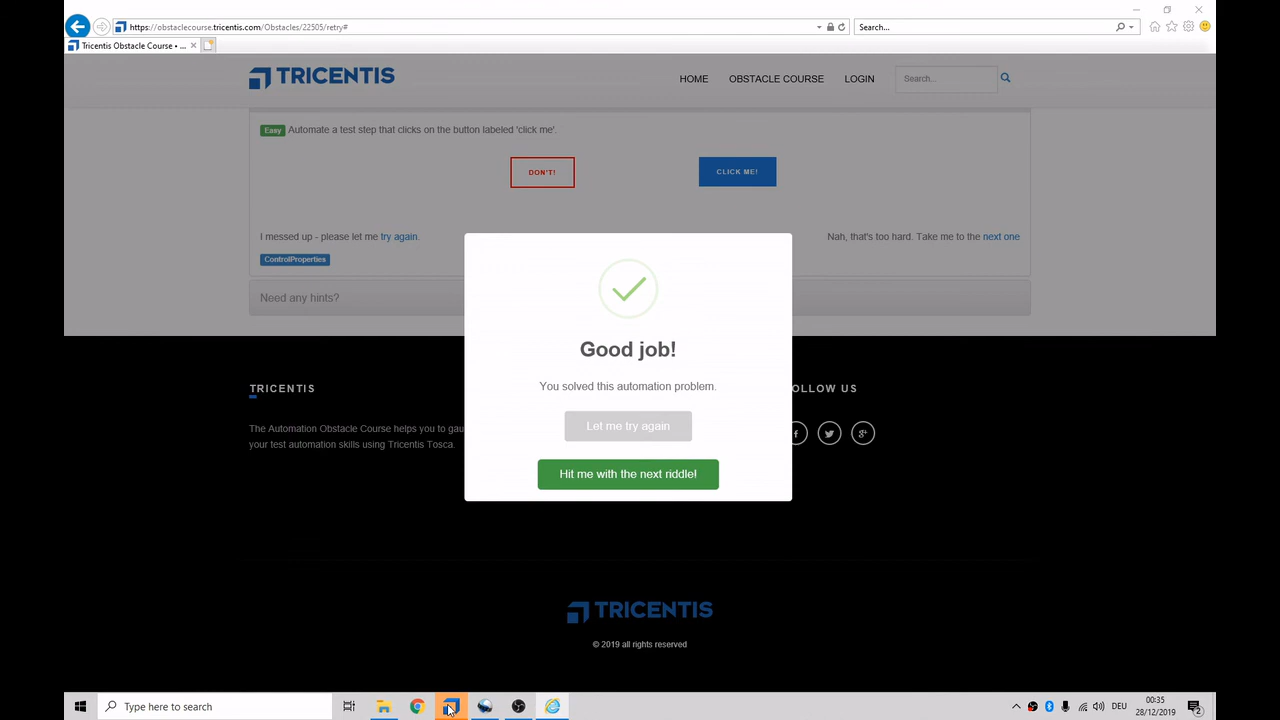 https://obstaclecourse.tricentis.com/Obstacles/22505/retry#
Search...
Tricentis Obstacle Course • ...
TRICENTIS
HOME
OBSTACLE COURSE
LOGIN
Search...
Easy Automate a test step that clicks on the button labeled 'click me'.
DON'T!
CLICK ME!
I messed up - please let me try again.
Nah, that's too hard. Take me to the next one
ControlProperties
Need any hints?
Good job!
You solved this automation problem.
Let me try again
Hit me with the next riddle!
TRICENTIS
The Automation Obstacle Course helps you to gau
your test automation skills using Tricentis Tosca.
OLLOW US
TRICENTIS
© 2019 all rights reserved
Type here to search
DEU
00:35
28/12/2019
2